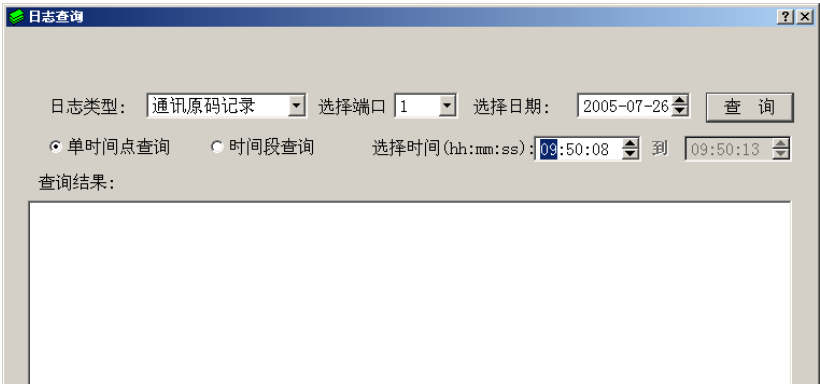 日志查询
日志类型: 通讯原码记录 选择端口 1 选择日期: 2005-07-26 查 询
单时间点查询 时间段查询 选择时间(hh:mm:ss): 09:50:08 到 09:50:13
查询结果: